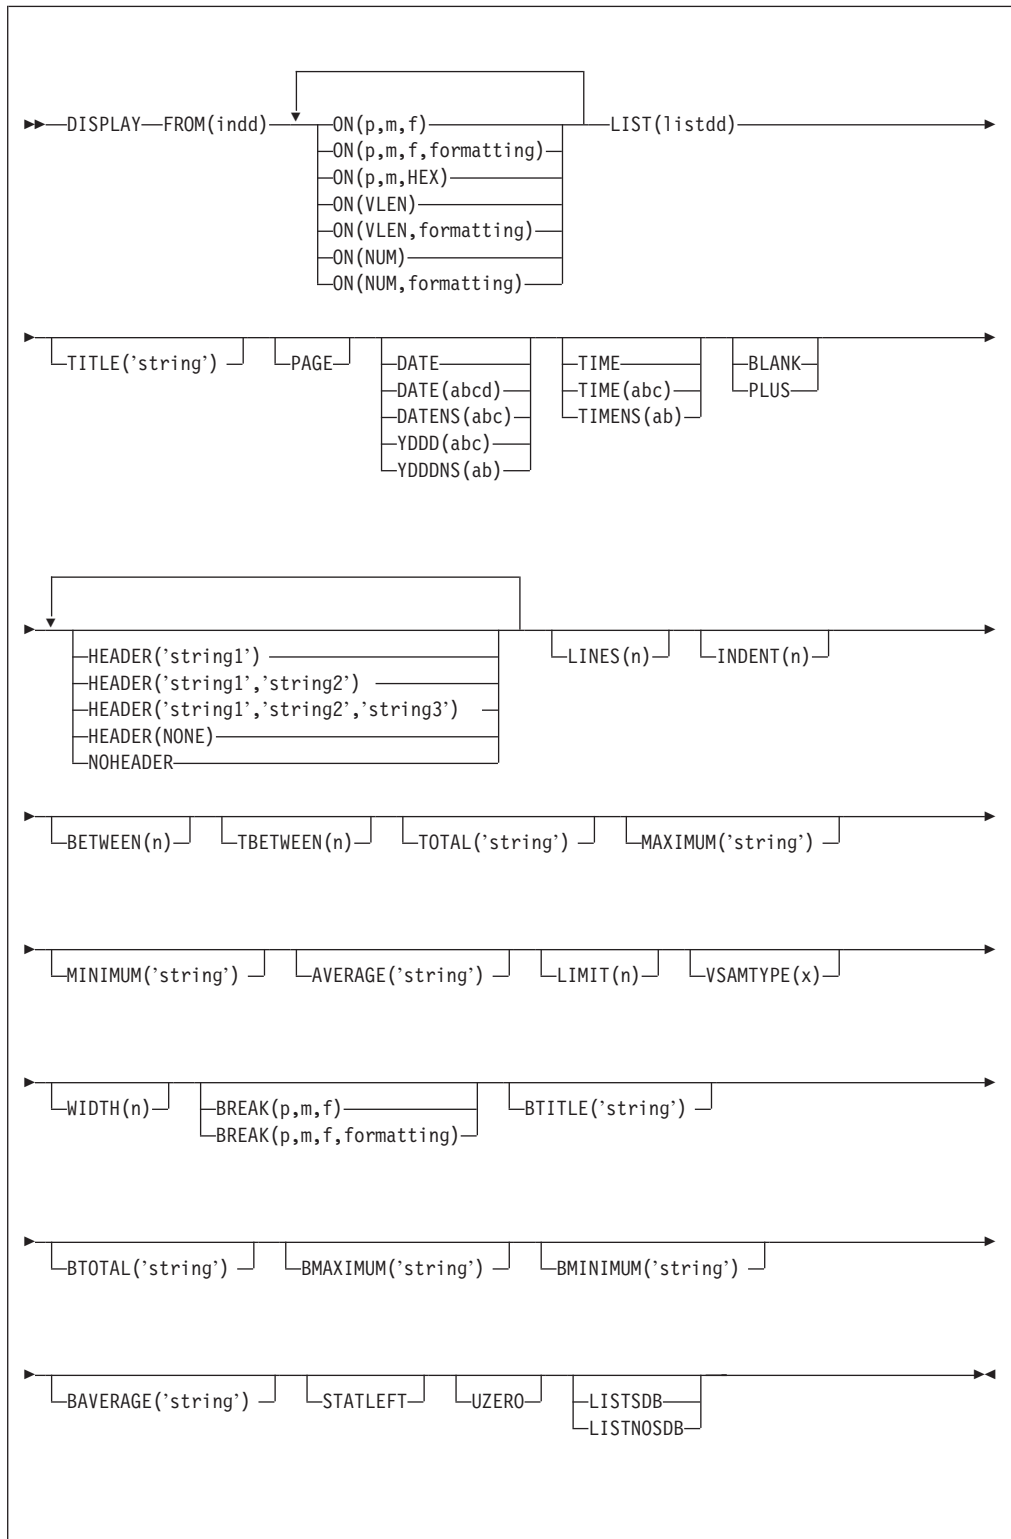 DISPLAY FROM(indd) ON(p,m,f) LIST(listdd)
ON(p,m,f,formatting)
ON(p,m,HEX)
ON(VLEN)
ON(VLEN,formatting)
ON(NUM)
ON(NUM,formatting)
TITLE('string') PAGE DATE TIME BLANK
DATE(abcd) TIME(abc) PLUS
DATENS(abc) TIMENS(ab)
YDDD(abc)
YDDDNS(ab)
HEADER('string1') LINES(n) INDENT(n)
HEADER('string1','string2')
HEADER('string1','string2','string3')
HEADER(NONE)
NOHEADER
BETWEEN(n) TBETWEEN(n) TOTAL('string') MAXIMUM('string')
MINIMUM('string') AVERAGE('string') LIMIT(n) VSAMTYPE(x)
WIDTH(n) BREAK(p,m,f) BTITLE('string')
BREAK(p,m,f,formatting)
BTOTAL('string') BMAXIMUM('string') BMINIMUM('string')
BAVERAGE('string') STATLEFT UZERO LISTSDB
LISTNOSDB